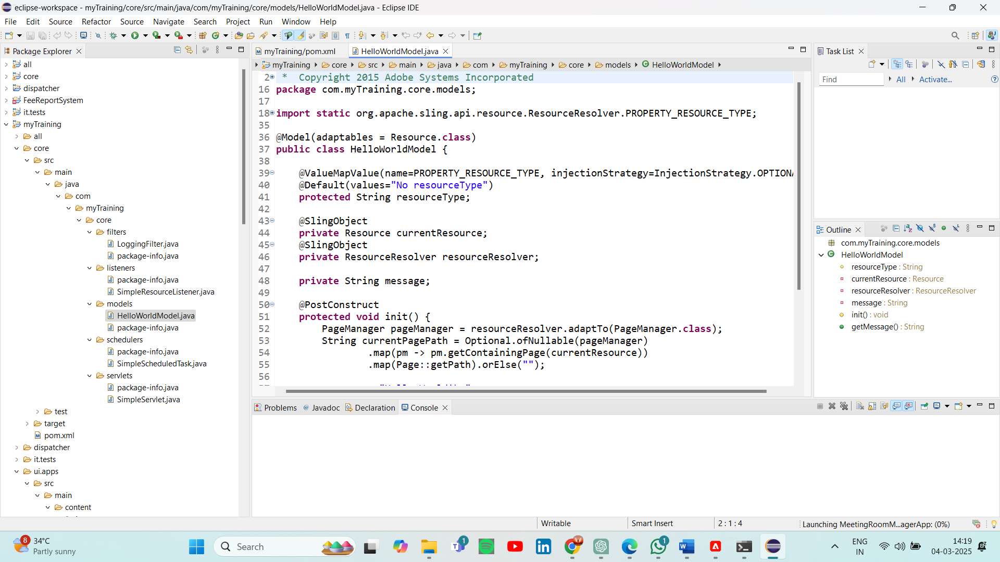 eclipse-workspace - myTraining/core/src/main/java/com/myTraining/core/models/HelloWorldModel.java - Eclipse IDE
File Edit Source Refactor Source Navigate Search Project Run Window Help
Package Explorer
all
core
dispatcher
FeeReportSystem
it.tests
myTraining
all
core
src
main
java
com
myTraining
core
filters
LoggingFilter.java
package-info.java
listeners
package-info.java
SimpleResourceListener.java
models
HelloWorldModel.java
package-info.java
schedulers
package-info.java
SimpleScheduledTask.java
servlets
package-info.java
SimpleServlet.java
test
target
pom.xml
dispatcher
it.tests
ui.apps
src
main
content
myTraining/pom.xml HelloWorldModel.java
myTraining core src main java com myTraining core models HelloWorldModel
2 * Copyright 2015 Adobe Systems Incorporated
16 package com.myTraining.core.models;
17
18 import static org.apache.sling.api.resource.ResourceResolver.PROPERTY_RESOURCE_TYPE;
35
36 @Model(adaptables = Resource.class)
37 public class HelloWorldModel {
38
39 @ValueMapValue(name=PROPERTY_RESOURCE_TYPE, injectionStrategy=InjectionStrategy.OPTIONA
40 @Default(values="No resourceType")
41 protected String resourceType;
42
43 @SlingObject
44 private Resource currentResource;
45 @SlingObject
46 private ResourceResolver resourceResolver;
47
48 private String message;
49
50 @PostConstruct
51 protected void init() {
52 PageManager pageManager = resourceResolver.adaptTo(PageManager.class);
53 String currentPagePath = Optional.ofNullable(pageManager)
54 .map(pm -> pm.getContainingPage(currentResource))
55 .map(Page::getPath).orElse("");
56
Problems Javadoc Declaration Console
Task List
Find All Activate...
Outline
com.myTraining.core.models
HelloWorldModel
resourceType : String
currentResource : Resource
resourceResolver : ResourceResolver
message : String
init() : void
getMessage() : String
Writable Smart Insert 2 : 1 : 4 Launching MeetingRoomM...agerApp: (0%)
8 34°C
Partly sunny
Search
1
1
ENG
IN
14:19
04-03-2025